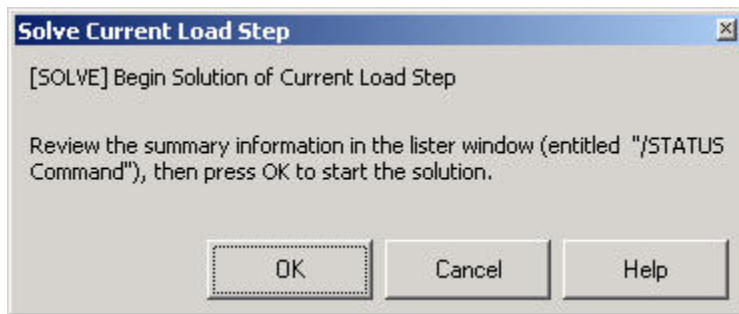 Solve Current Load Step
[SOLVE] Begin Solution of Current Load Step
Review the summary information in the lister window (entitled "/STATUS
Command"), then press OK to start the solution.
OK Cancel Help